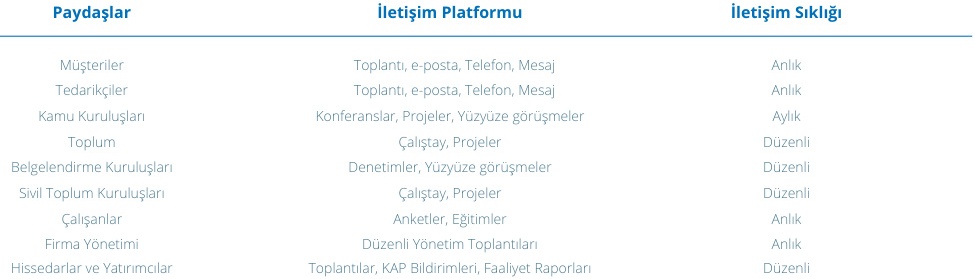 Paydaşlar İletişim Platformu İletişim Sıklığı
Müşteriler Toplantı, e-posta, Telefon, Mesaj Anlık
Tedarikçiler Toplantı, e-posta, Telefon, Mesaj Anlık
Kamu Kuruluşları Konferanslar, Projeler, Yüzyüze görüşmeler Aylık
Toplum Çalıştay, Projeler Düzenli
Belgelendirme Kuruluşları Denetimler, Yüzyüze görüşmeler Düzenli
Sivil Toplum Kuruluşları Çalıştay, Projeler Düzenli
Çalışanlar Anketler, Eğitimler Anlık
Firma Yönetimi Düzenli Yönetim Toplantıları Anlık
Hissedarlar ve Yatırımcılar Toplantılar, KAP Bildirimleri, Faaliyet Raporları Düzenli